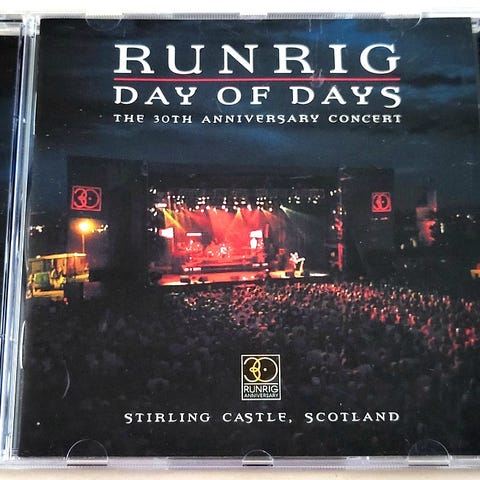 RUNRIG
DAY OF DAYS
THE 30TH ANNIVERSARY CONCERT
30
30
30
RUNRIG
ANNIVERSARY
STIRLING CASTLE, SCOTLAND